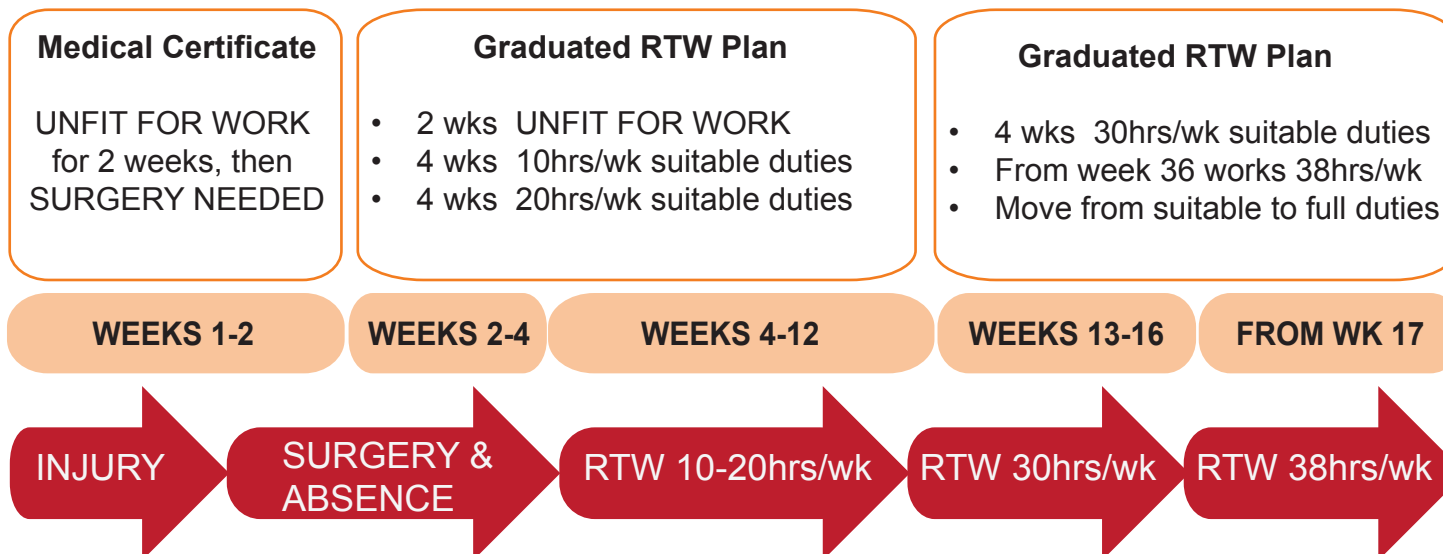 Medical Certificate
UNFIT FOR WORK
for 2 weeks, then
SURGERY NEEDED
Graduated RTW Plan
• 2 wks UNFIT FOR WORK
• 4 wks 10hrs/wk suitable duties
• 4 wks 20hrs/wk suitable duties
Graduated RTW Plan
• 4 wks 30hrs/wk suitable duties
• From week 36 works 38hrs/wk
• Move from suitable to full duties
WEEKS 1-2
WEEKS 2-4
WEEKS 4-12
WEEKS 13-16
FROM WK 17
INJURY
SURGERY &
ABSENCE
RTW 10-20hrs/wk
RTW 30hrs/wk
RTW 38hrs/wk